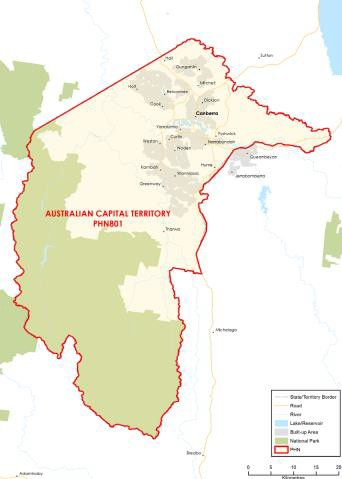 Sutton
Hall
Gungahlin
Mitchell
Holt
Belconnen
Cook
Dickson
Canberra
Yarralumla
Fyshwick
Curtin
Weston
Narrabundah
Woden
Queanbeyan
Kambah
Hume
Wanniassa
Jerrabomberra
Greenway
AUSTRALIAN CAPITAL TERRITORY
PHN801
Tharwa
Michelago
Bredbo
Adaminaby
State/Territory Border
Road
River
Lake/Reservoir
Built-up Area
National Park
PHN
0 5 10 15 20
Kilometres